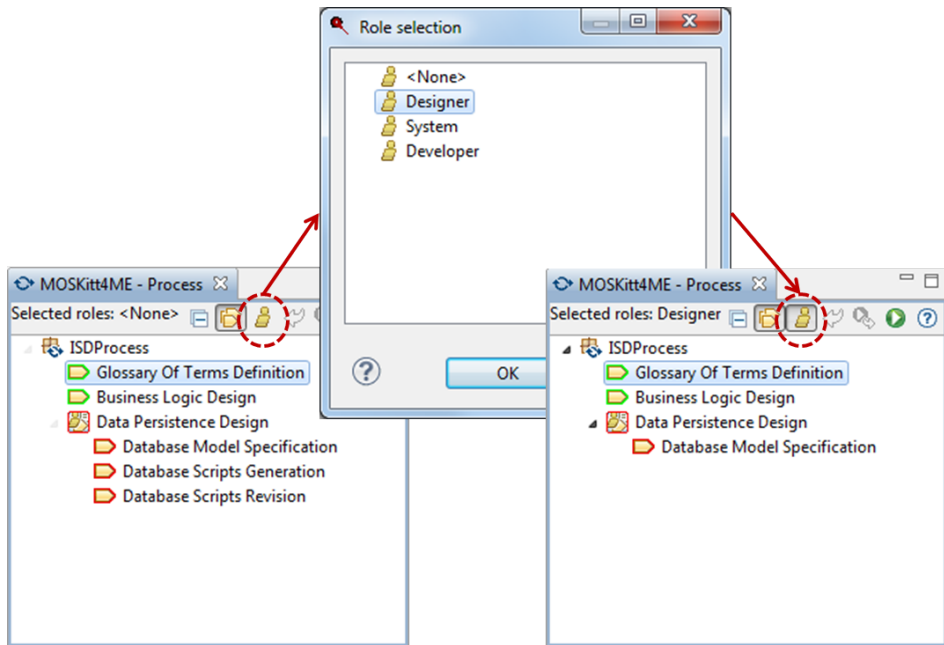 Role selection
<None>
Designer
System
Developer
OK
MOSKitt4ME - Process
Selected roles: <None>
ISDProcess
Glossary Of Terms Definition
Business Logic Design
Data Persistence Design
Database Model Specification
Database Scripts Generation
Database Scripts Revision
MOSKitt4ME - Process
Selected roles: Designer
ISDProcess
Glossary Of Terms Definition
Business Logic Design
Data Persistence Design
Database Model Specification